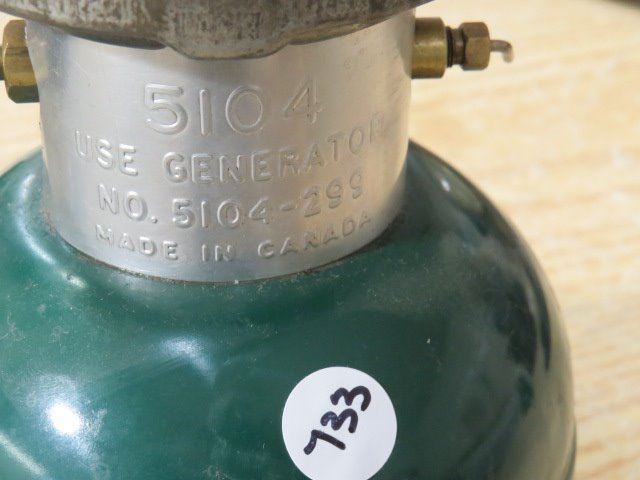 5104
USE GENERATOR
NO. 5104-299
MADE IN CANADA
733